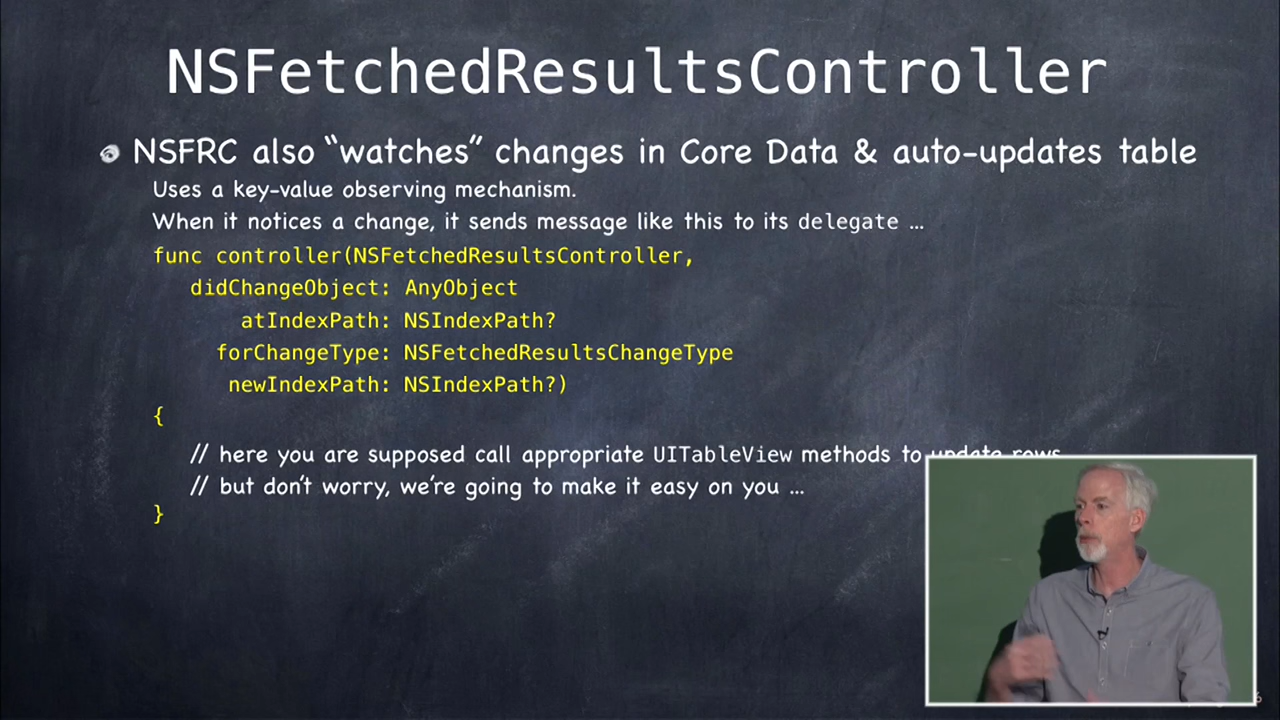 NSFetchedResultsController
NSFRC also “watches” changes in Core Data & auto-updates table
Uses a key-value observing mechanism.
When it notices a change, it sends message like this to its delegate …
func controller(NSFetchedResultsController,
didChangeObject: AnyObject
atIndexPath: NSIndexPath?
forChangeType: NSFetchedResultsChangeType
newIndexPath: NSIndexPath?)
{
// here you are supposed call appropriate UITableView methods to update rows
// but don’t worry, we’re going to make it easy on you …
}